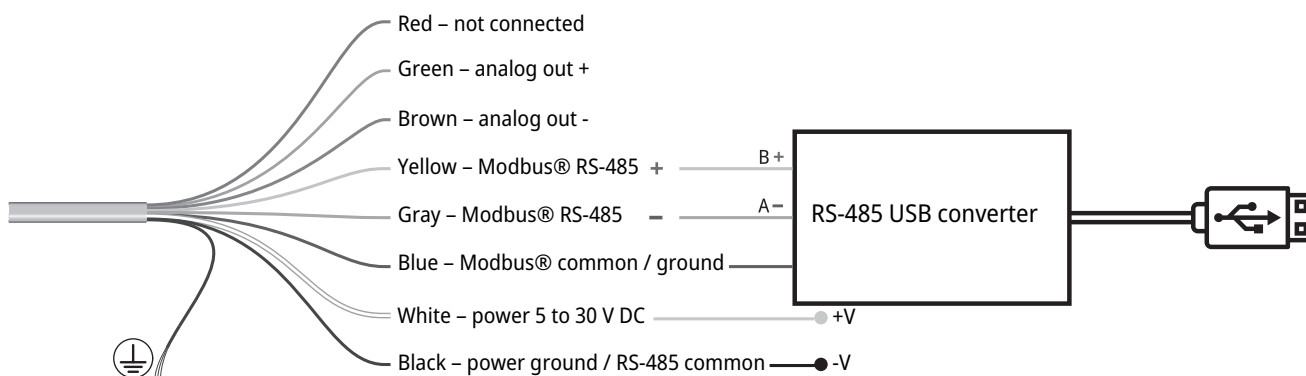 Red – not connected
Green – analog out +
Brown – analog out -
Yellow – Modbus® RS-485 + B +
Gray – Modbus® RS-485 - A -
RS-485 USB converter
Blue – Modbus® common / ground
White – power 5 to 30 V DC +V
Black – power ground / RS-485 common -V